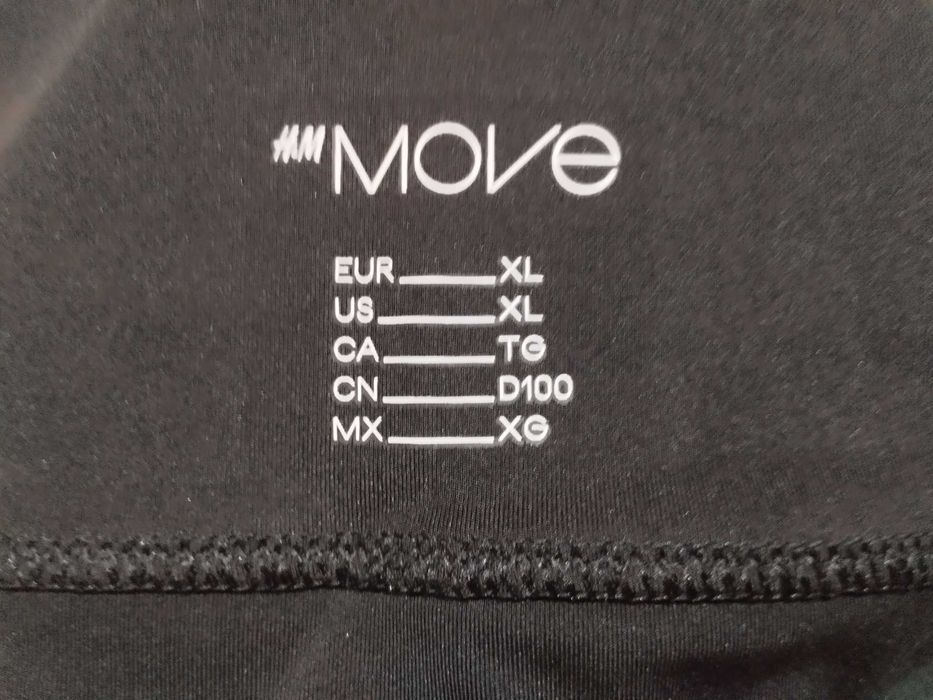 H&M MOVE
EUR XL
US XL
CA TG
CN D100
MX XG